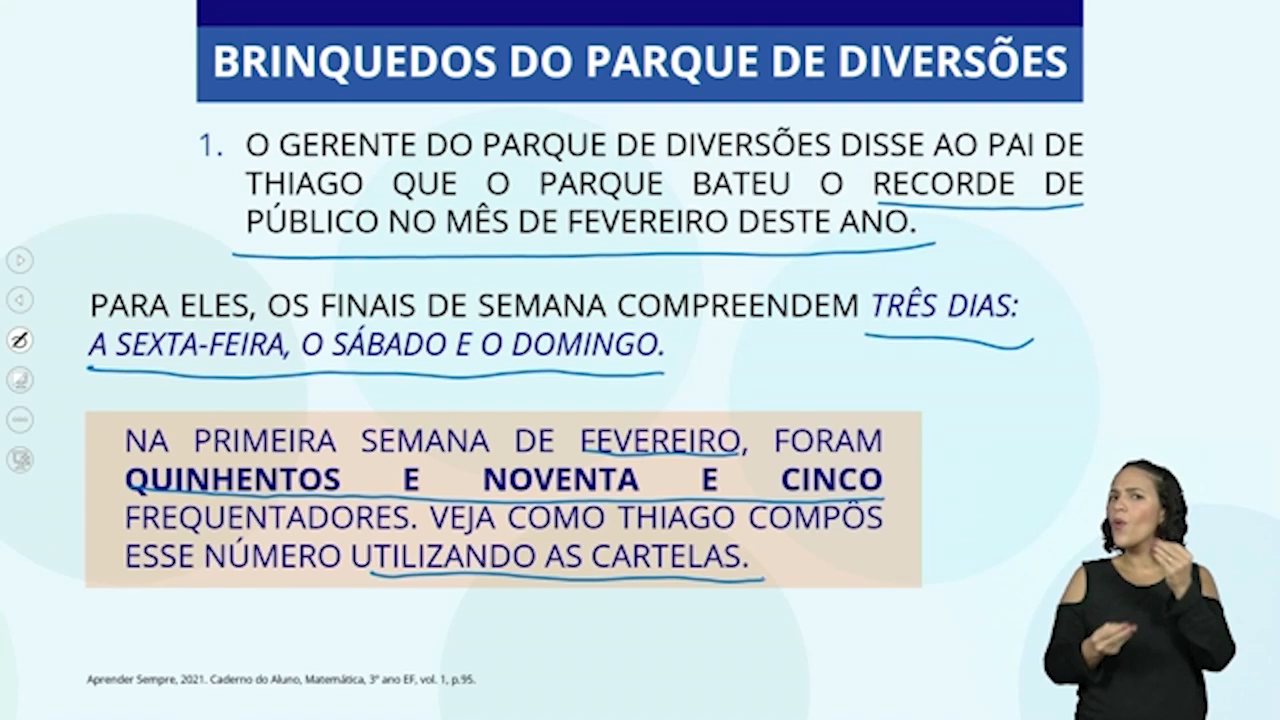 BRINQUEDOS DO PARQUE DE DIVERSÕES
1. O GERENTE DO PARQUE DE DIVERSÕES DISSE AO PAI DE
THIAGO QUE O PARQUE BATEU O RECORDE DE
PÚBLICO NO MÊS DE FEVEREIRO DESTE ANO.
PARA ELES, OS FINAIS DE SEMANA COMPREENDEM TRÊS DIAS:
A SEXTA-FEIRA, O SÁBADO E O DOMINGO.
NA PRIMEIRA SEMANA DE FEVEREIRO, FORAM
QUINHENTOS E NOVENTA E CINCO
FREQUENTADORES. VEJA COMO THIAGO COMPÔS
ESSE NÚMERO UTILIZANDO AS CARTELAS.
Aprender Sempre, 2021. Caderno do Aluno, Matemática, 3º ano EF, vol. 1, p.95.